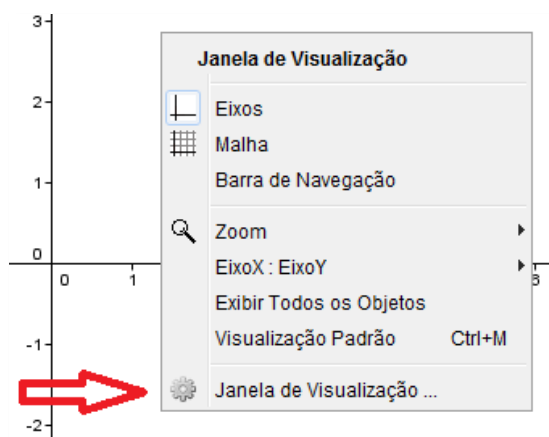 3
Janela de Visualização
2
Eixos
Malha
1
Barra de Navegação
Zoom
0
EixoX : EixoY
0 1
Exibir Todos os Objetos
-1
Visualização Padrão Ctrl+M
Janela de Visualização ...
-2